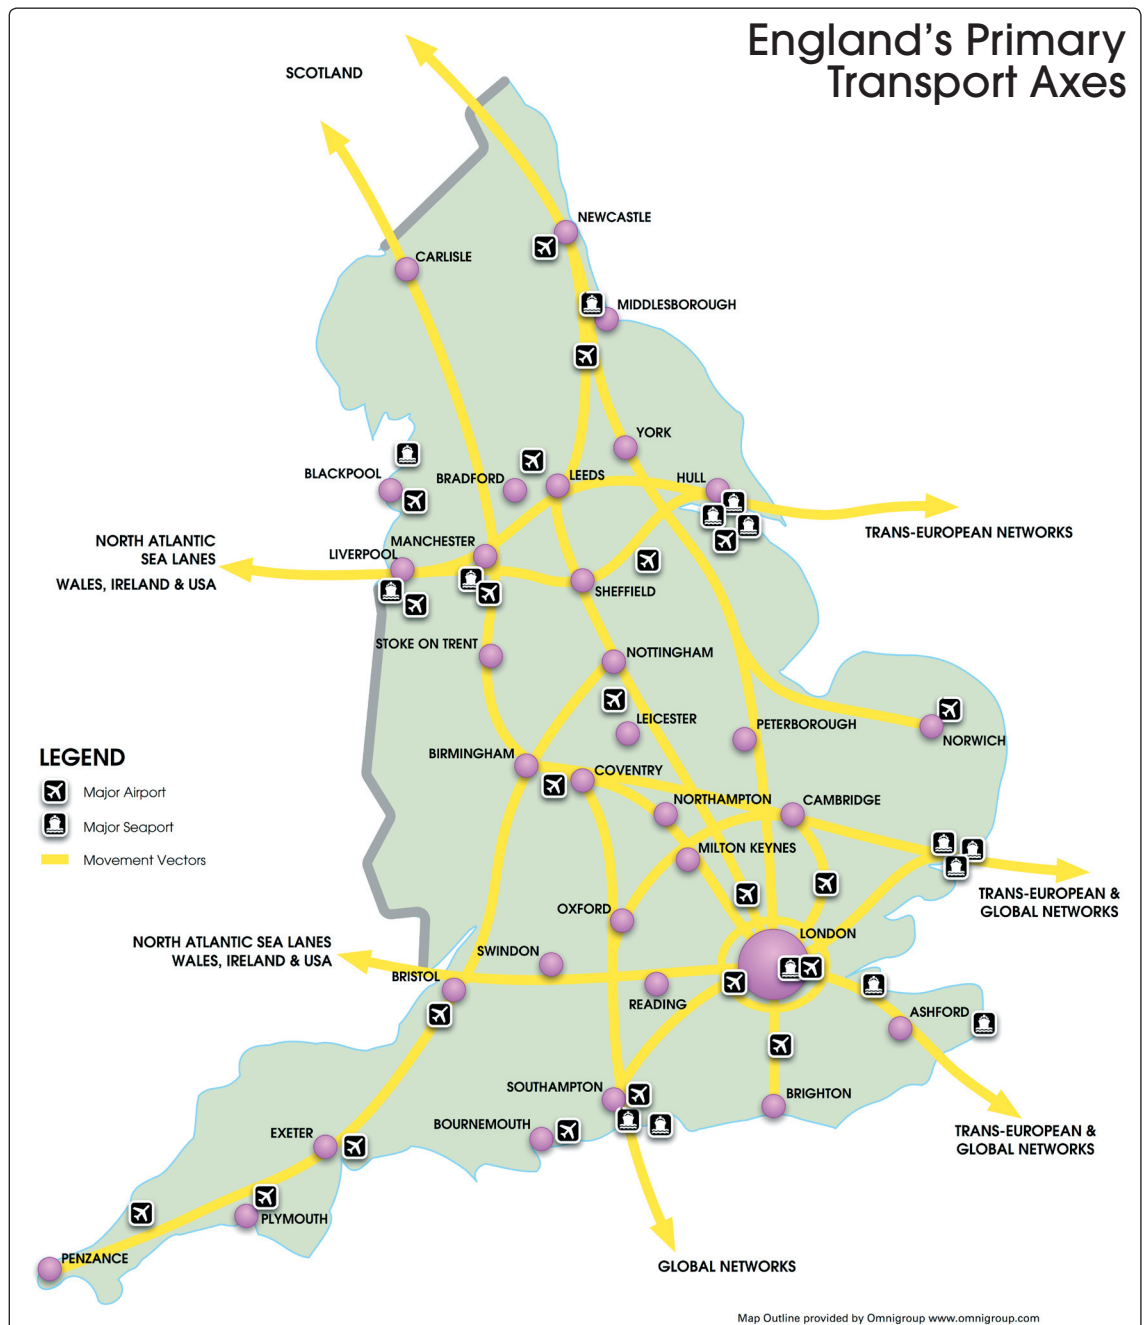 England's Primary
Transport Axes
SCOTLAND
NEWCASTLE
CARLISLE
MIDDLESBOROUGH
YORK
BLACKPOOL
BRADFORD
LEEDS
HULL
TRANS-EUROPEAN NETWORKS
NORTH ATLANTIC
SEA LANES
WALES, IRELAND & USA
MANCHESTER
LIVERPOOL
SHEFFIELD
STOKE ON TRENT
NOTTINGHAM
LEICESTER
PETERBOROUGH
NORWICH
LEGEND
Major Airport
Major Seaport
Movement Vectors
BIRMINGHAM
COVENTRY
NORTHAMPTON
CAMBRIDGE
MILTON KEYNES
TRANS-EUROPEAN &
GLOBAL NETWORKS
OXFORD
LONDON
NORTH ATLANTIC SEA LANES
WALES, IRELAND & USA
SWINDON
BRISTOL
READING
ASHFORD
SOUTHAMPTON
BRIGHTON
BOURNEMOUTH
EXETER
TRANS-EUROPEAN &
GLOBAL NETWORKS
PLYMOUTH
PENZANCE
GLOBAL NETWORKS
Map Outline provided by Omnigroup www.omnigroup.com